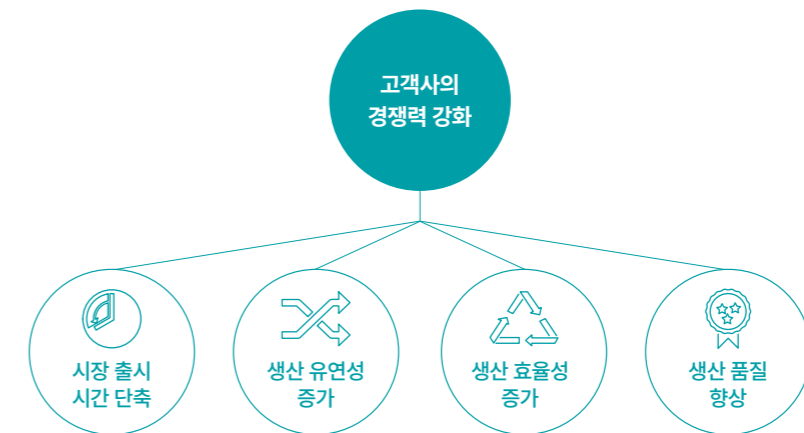 고객사의
경쟁력 강화
시장 출시
시간 단축
생산 유연성
증가
생산 효율성
증가
생산 품질
향상